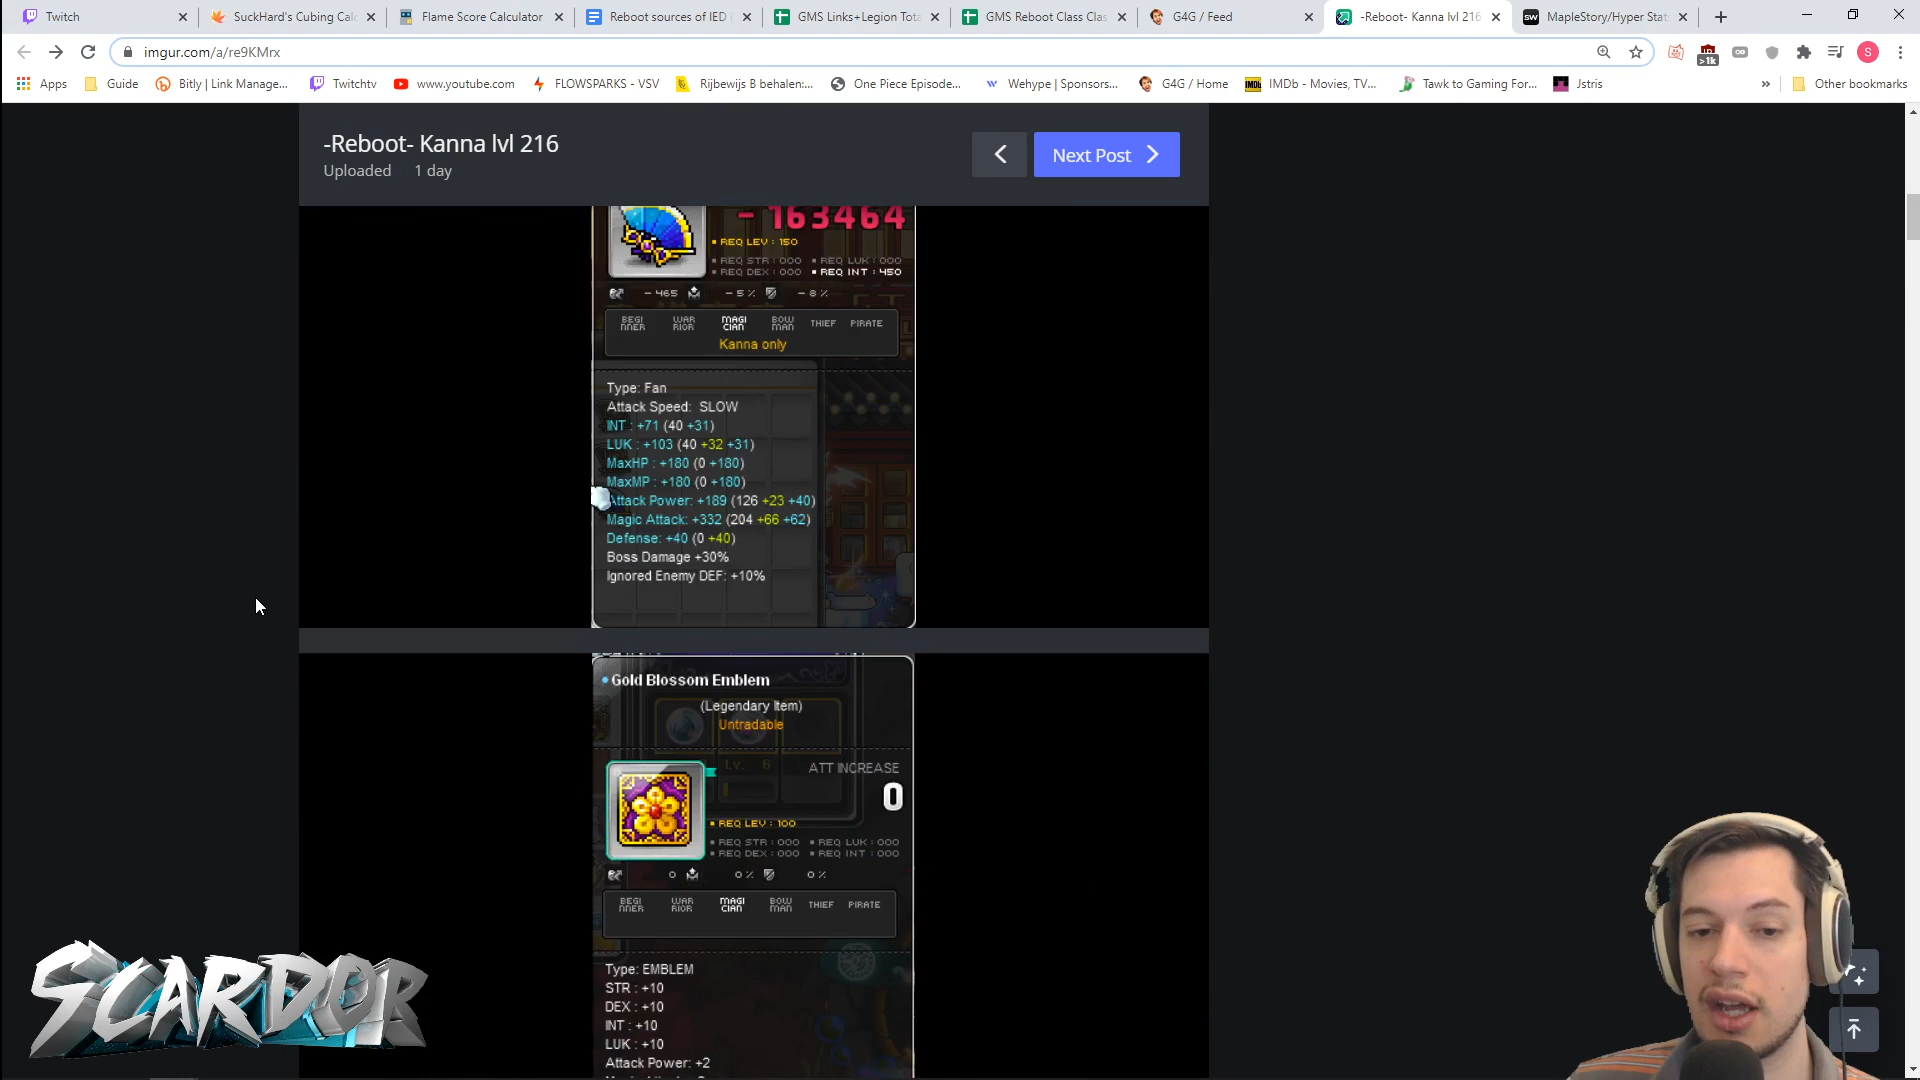 Twitch
SuckHard's Cubing Calc
Flame Score Calculator
Reboot sources of IED (
GMS Links+Legion Tota
GMS Reboot Class Clas
G4G / Feed
-Reboot- Kanna lvl 216
MapleStory/Hyper Stat
imgur.com/a/re9KMrx
>1k
S
Apps
Guide
Bitly | Link Manage...
Twitchtv
www.youtube.com
FLOWSPARKS - VSV
Rijbewijs B behalen:...
One Piece Episode...
Wehype | Sponsors...
G4G / Home
IMDb - Movies, TV...
Tawk to Gaming For...
Jstris
»
Other bookmarks
-Reboot- Kanna lvl 216
Uploaded 1 day
Next Post
- 163464
REQ LEV : 150
REQ STR : 000 REQ LUK : 000
REQ DEX : 000 REQ INT : 450
- 465 - 5 % - 8 %
BEGINNER WARRIOR MAGICIAN BOWMAN THIEF PIRATE
Kanna only
Type: Fan
Attack Speed: SLOW
INT : +71 (40 +31)
LUK : +103 (40 +32 +31)
MaxHP : +180 (0 +180)
MaxMP : +180 (0 +180)
Attack Power: +189 (126 +23 +40)
Magic Attack: +332 (204 +66 +62)
Defense: +40 (0 +40)
Boss Damage +30%
Ignored Enemy DEF: +10%
Gold Blossom Emblem
(Legendary Item)
Untradable
Lv. 6
ATT INCREASE
0
REQ LEV : 100
REQ STR : 000 REQ LUK : 000
REQ DEX : 000 REQ INT : 000
0 0 % 0 %
BEGINNER WARRIOR MAGICIAN BOWMAN THIEF PIRATE
Type: EMBLEM
STR : +10
DEX : +10
INT : +10
LUK : +10
Attack Power: +2
SCARDOR